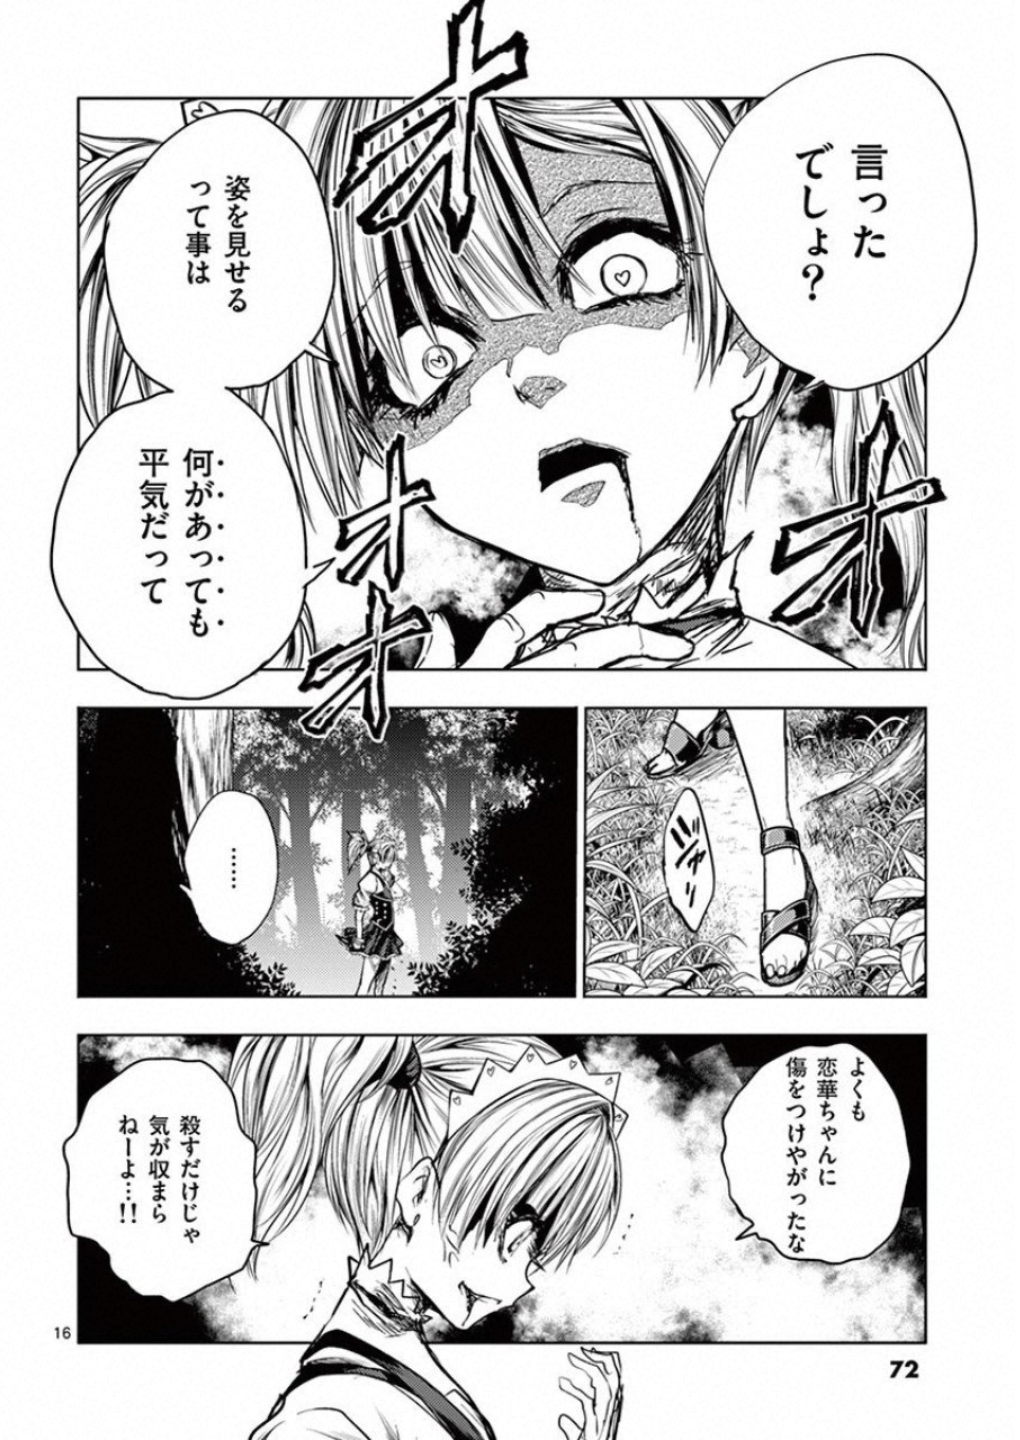 言った
でしょ?
姿を見せる
って事は
何があっても
平気だって
オ
オ
オ
オ
ジャリ
……
よくも
恋華ちゃんに
傷をつけやがったな
殺すだけじゃ
気が収まら
ねーよ…!!
16
72